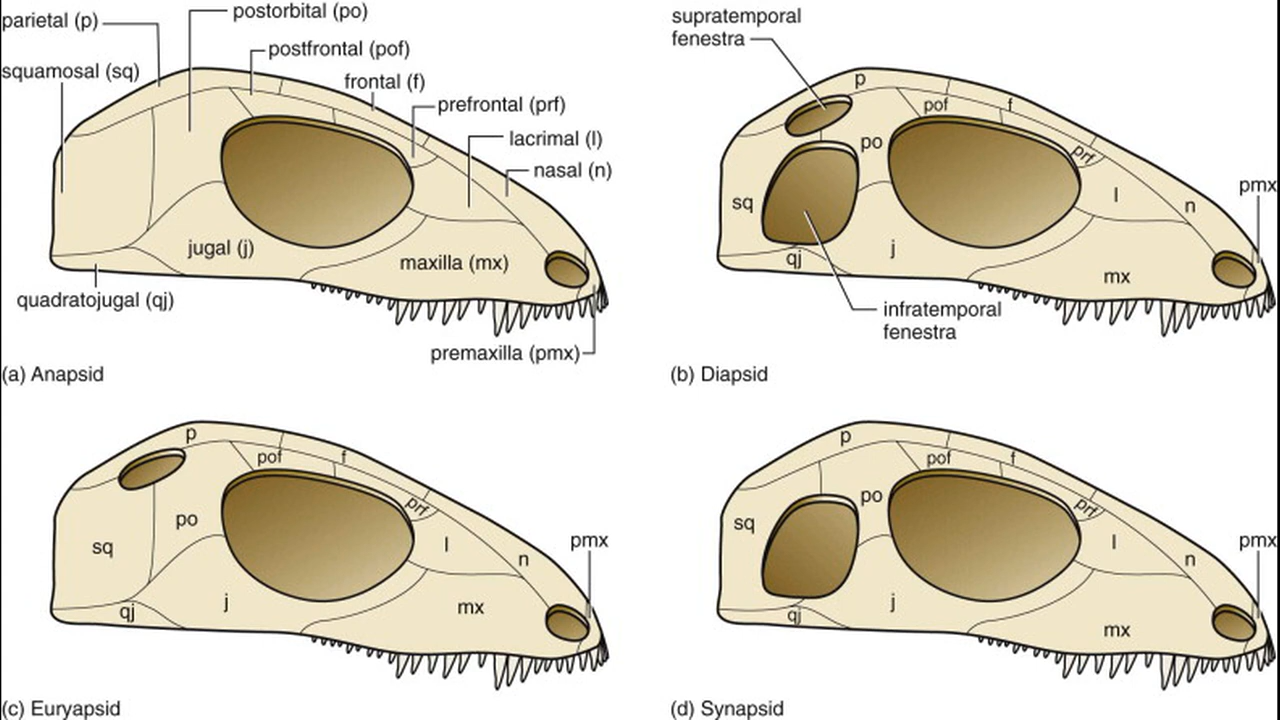 parietal (p)
postorbital (po)
postfrontal (pof)
squamosal (sq)
frontal (f)
prefrontal (prf)
lacrimal (l)
nasal (n)
jugal (j)
maxilla (mx)
quadratojugal (qj)
premaxilla (pmx)
(a) Anapsid
supratemporal
fenestra
p
pof
f
po
prf
sq
l
n
pmx
qj
j
mx
infratemporal
fenestra
(b) Diapsid
p
pof
f
prf
po
sq
l
n
pmx
qj
j
mx
(c) Euryapsid
p
pof
f
po
prf
sq
l
n
pmx
qj
j
mx
(d) Synapsid